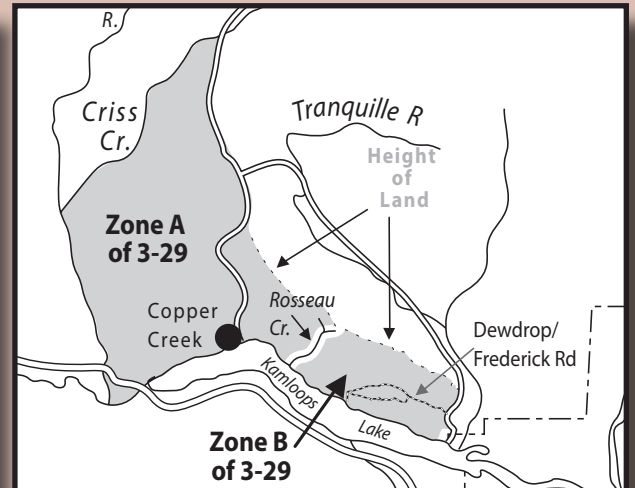 R.
Criss
Cr.
Tranquille R
Height
of
Land
Zone A
of 3-29
Rosseau
Cr.
Copper
Creek
Dewdrop/
Frederick Rd
Kamloops
Lake
Zone B
of 3-29